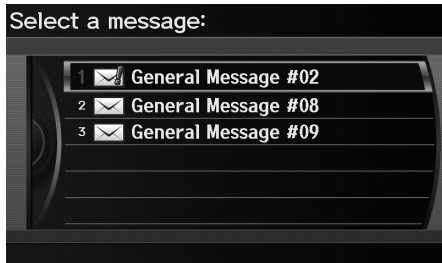 Select a message:
1 General Message #02
2 General Message #08
3 General Message #09